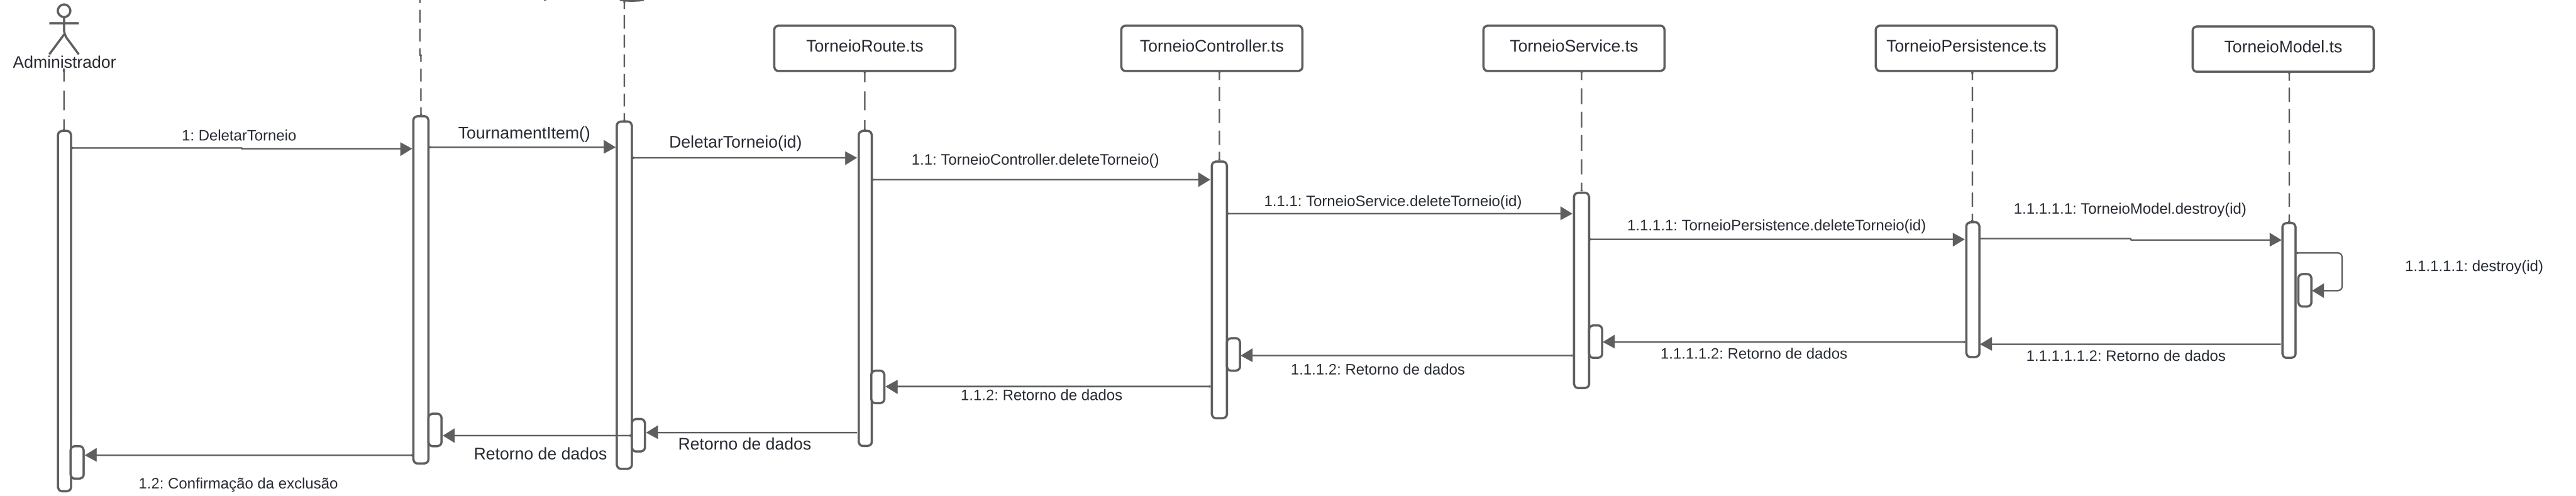 Administrador
TorneioRoute.ts
TorneioController.ts
TorneioService.ts
TorneioPersistence.ts
TorneioModel.ts
1: DeletarTorneio
TournamentItem()
DeletarTorneio(id)
1.1: TorneioController.deleteTorneio()
1.1.1: TorneioService.deleteTorneio(id)
1.1.1.1: TorneioPersistence.deleteTorneio(id)
1.1.1.1.1: TorneioModel.destroy(id)
1.1.1.1.1: destroy(id)
1.1.1.1.1.2: Retorno de dados
1.1.1.1.2: Retorno de dados
1.1.1.2: Retorno de dados
1.1.2: Retorno de dados
Retorno de dados
Retorno de dados
1.2: Confirmação da exclusão